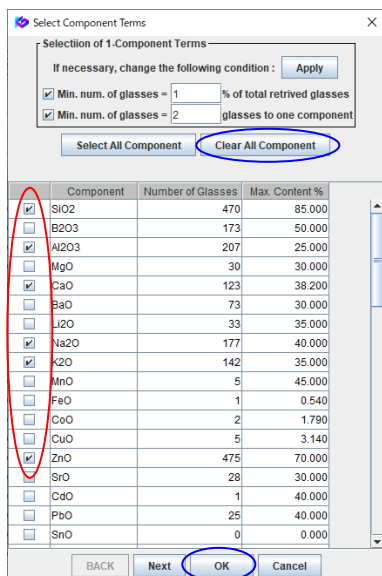 Select Component Terms
Selectiion of 1-Component Terms
If necessary, change the following condition : Apply
Min. num. of glasses = 1 % of total retrived glasses
Min. num. of glasses = 2 glasses to one component
Select All Component Clear All Component
Component Number of Glasses Max. Content %
SiO2 470 85.000
B2O3 173 50.000
Al2O3 207 25.000
MgO 30 30.000
CaO 123 38.200
BaO 73 30.000
Li2O 33 35.000
Na2O 177 40.000
K2O 142 35.000
MnO 5 45.000
FeO 1 0.540
CoO 2 1.790
CuO 5 3.140
ZnO 475 70.000
SrO 28 30.000
CdO 1 40.000
PbO 25 40.000
SnO 0 0.000
BACK Next OK Cancel